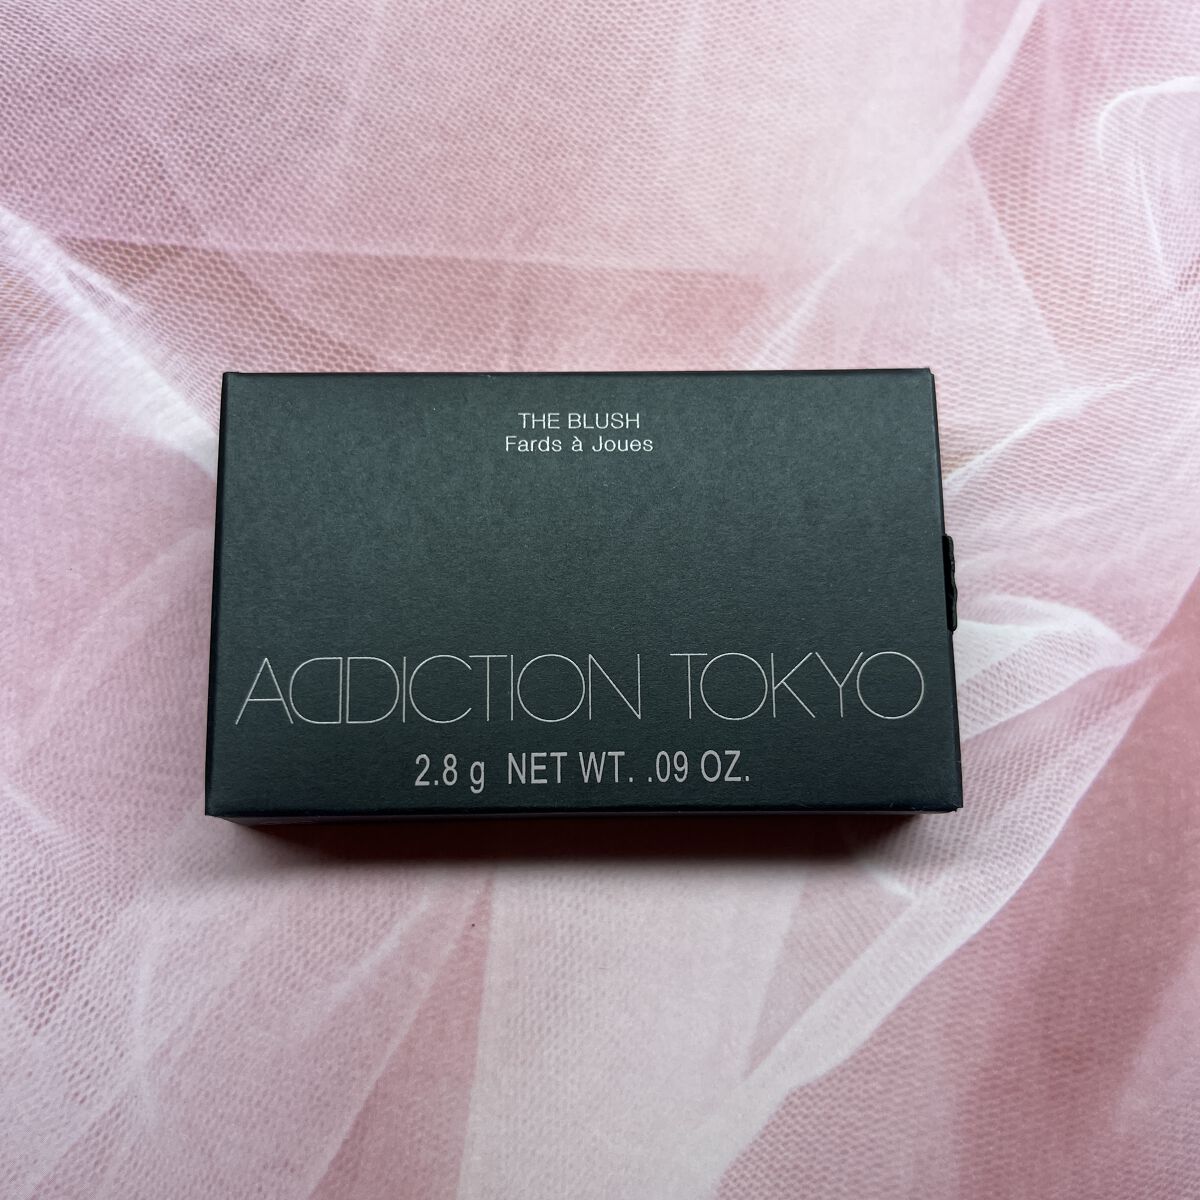 THE BLUSH
Fards à Joues
ADDICTION TOKYO
2.8 g NET WT. .09 OZ.